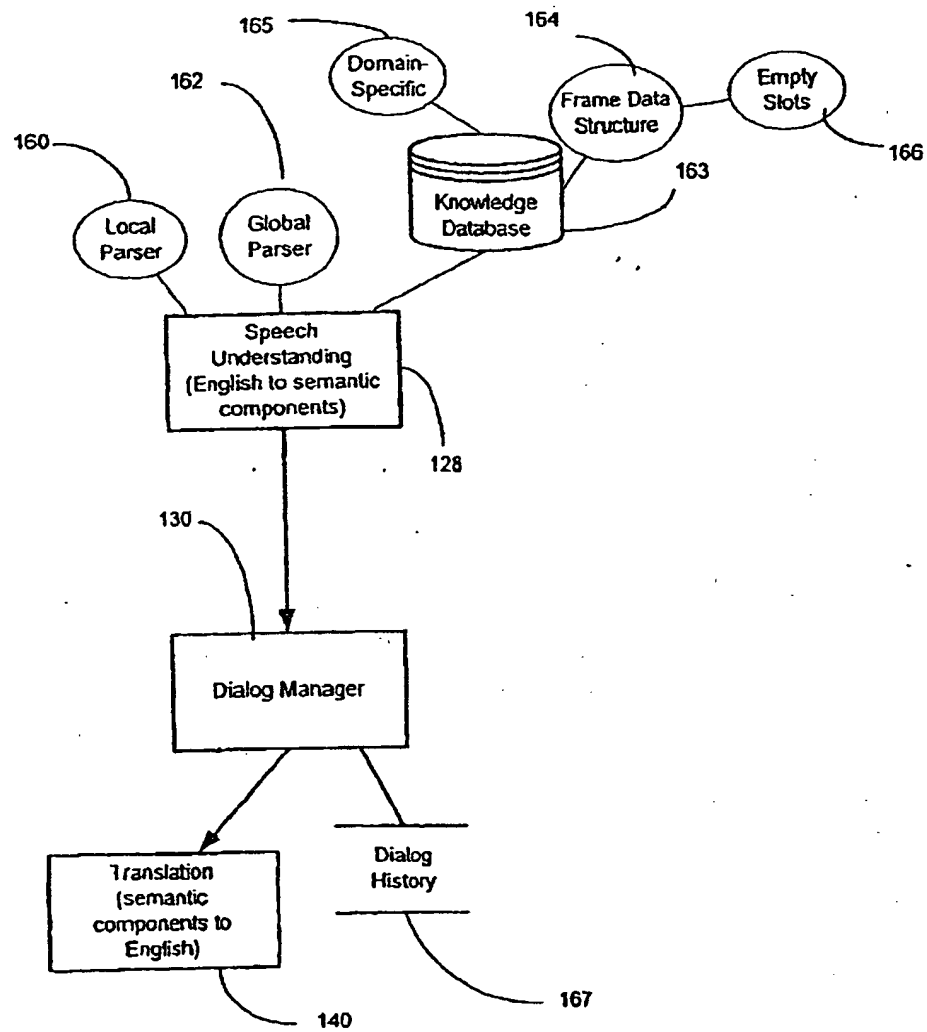 165
164
Domain-
Specific
Empty
Slots
162
Frame Data
Structure
166
160
163
Knowledge
Database
Local
Parser
Global
Parser
Speech
Understanding
(English to semantic
components)
128
130
Dialog Manager
Dialog
History
Translation
(semantic
components to
English)
167
140